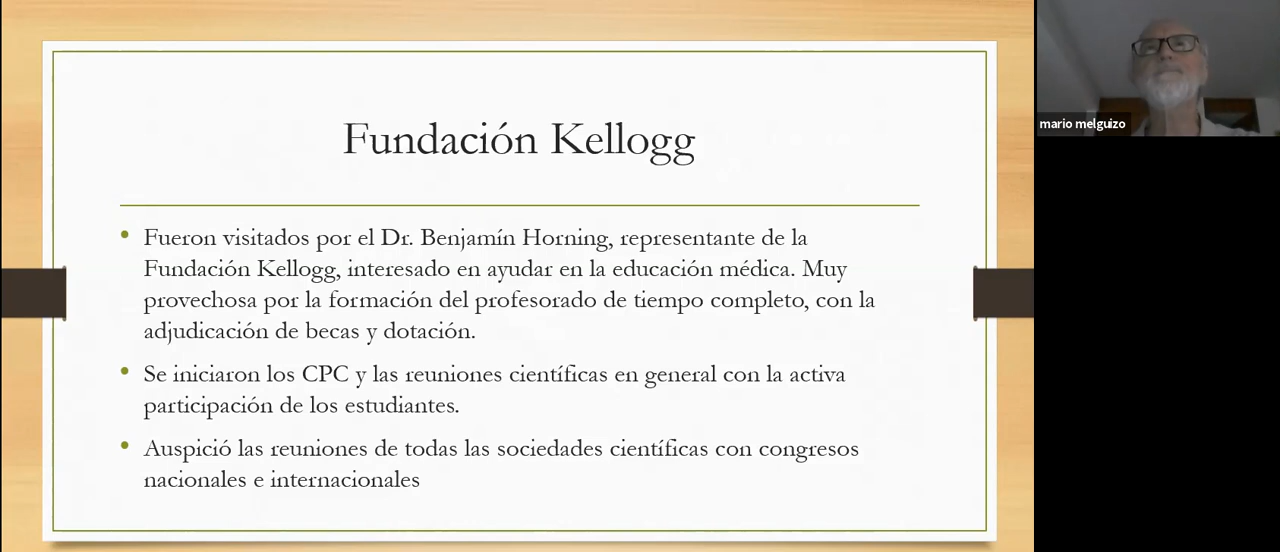 Fundación Kellogg
• Fueron visitados por el Dr. Benjamín Horning, representante de la
Fundación Kellogg, interesado en ayudar en la educación médica. Muy
provechosa por la formación del profesorado de tiempo completo, con la
adjudicación de becas y dotación.
• Se iniciaron los CPC y las reuniones científicas en general con la activa
participación de los estudiantes.
• Auspició las reuniones de todas las sociedades científicas con congresos
nacionales e internacionales
mario melguizo